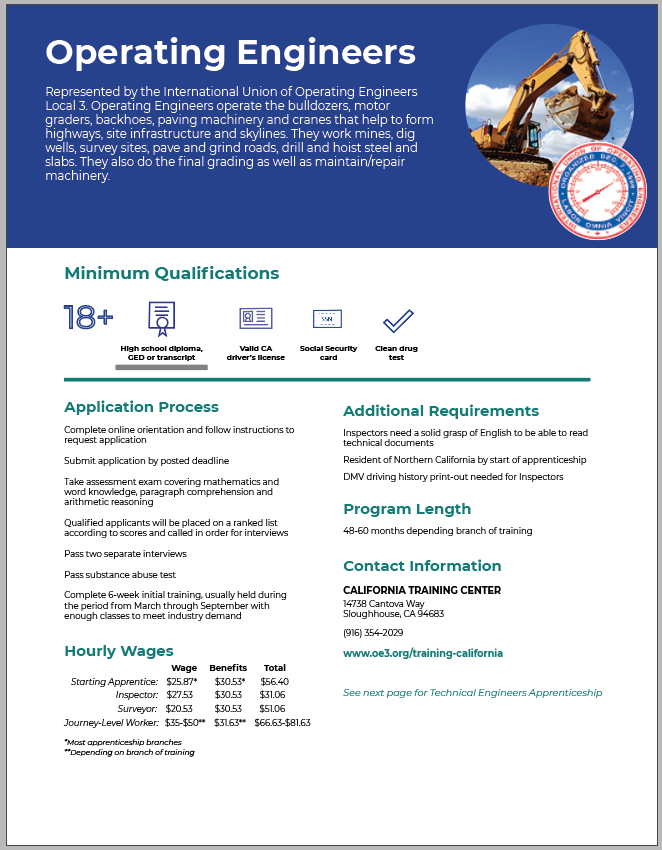 Operating Engineers
Represented by the International Union of Operating Engineers
Local 3. Operating Engineers operate the bulldozers, motor
graders, backhoes, paving machinery and cranes that help to form
highways, site infrastructure and skylines. They work mines, dig
wells, survey sites, pave and grind roads, drill and hoist steel and
slabs. They also do the final grading as well as maintain/repair
machinery.
INTERNATIONAL UNION OF OPERATING ENGINEERS
ORGANIZED DEC. 7, 1896
LABOR OMNIA VINCIT
Minimum Qualifications
18+
SSN
High school diploma,
GED or transcript
Valid CA
driver's license
Social Security
card
Clean drug
test
Application Process
Complete online orientation and follow instructions to
request application
Submit application by posted deadline
Take assessment exam covering mathematics and
word knowledge, paragraph comprehension and
arithmetic reasoning
Qualified applicants will be placed on a ranked list
according to scores and called in order for interviews
Pass two separate interviews
Pass substance abuse test
Complete 6-week initial training, usually held during
the period from March through September with
enough classes to meet industry demand
Hourly Wages
Wage Benefits Total
Starting Apprentice: $25.87* $30.53* $56.40
Inspector: $27.53 $30.53 $31.06
Surveyor: $20.53 $30.53 $51.06
Journey-Level Worker: $35-$50** $31.63** $66.63-$81.63
*Most apprenticeship branches
**Depending on branch of training
Additional Requirements
Inspectors need a solid grasp of English to be able to read
technical documents
Resident of Northern California by start of apprenticeship
DMV driving history print-out needed for Inspectors
Program Length
48-60 months depending branch of training
Contact Information
CALIFORNIA TRAINING CENTER
14738 Cantova Way
Sloughhouse, CA 94683
(916) 354-2029
www.oe3.org/training-california
See next page for Technical Engineers Apprenticeship